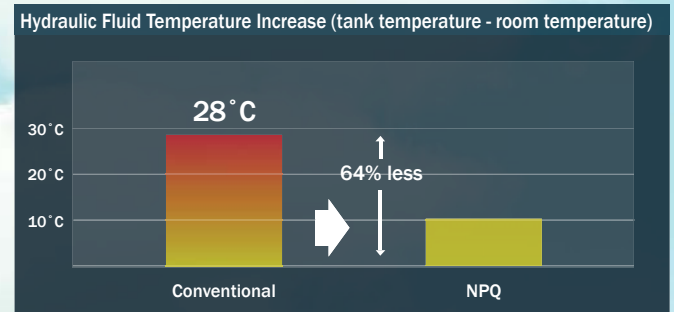 Hydraulic Fluid Temperature Increase (tank temperature - room temperature)
28˚C
30˚C
64% less
20˚C
10˚C
Conventional
NPQ